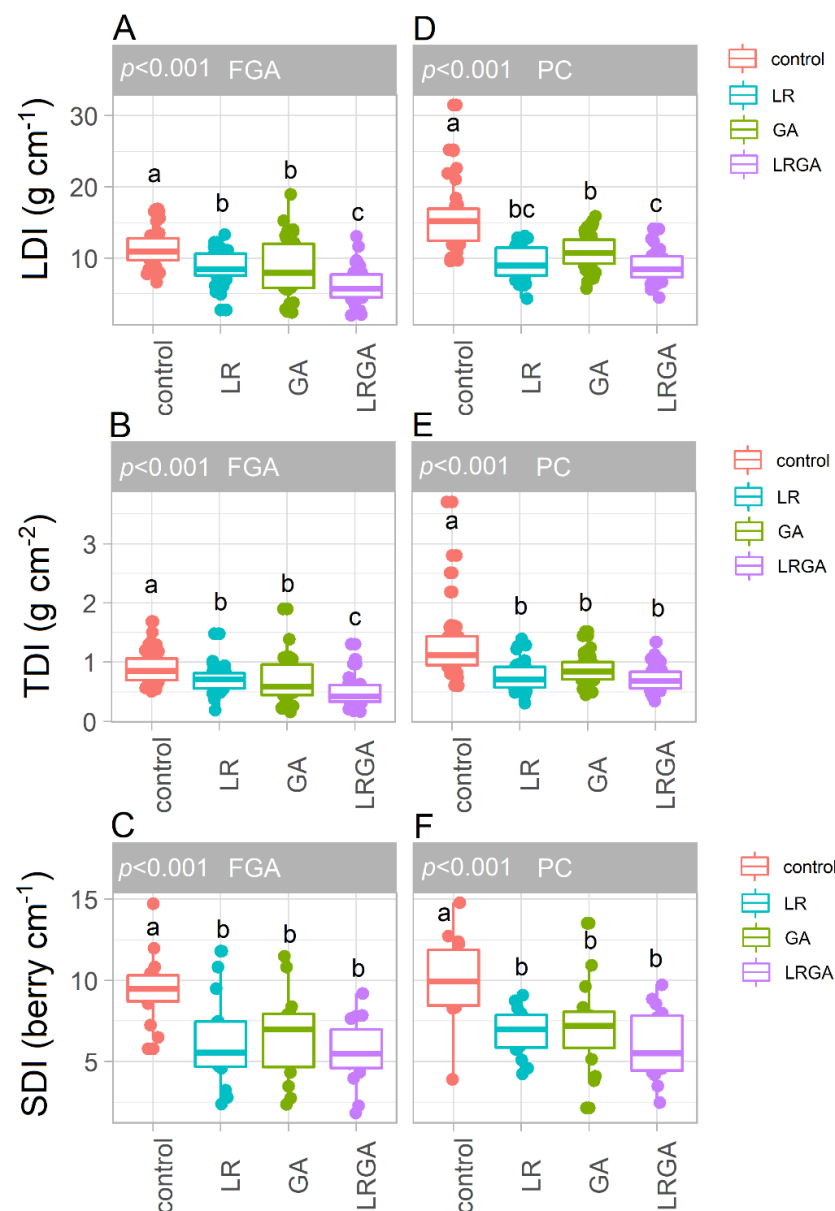 A
D
p<0.001 FGA
p<0.001 PC
LDI (g cm⁻¹)
30
20
10
a
b
b
c
a
bc
b
c
control
LR
GA
LRGA
control
LR
GA
LRGA
control
LR
GA
LRGA
B
E
p<0.001 FGA
p<0.001 PC
TDI (g cm⁻²)
3
2
1
0
a
b
b
c
a
b
b
b
control
LR
GA
LRGA
control
LR
GA
LRGA
control
LR
GA
LRGA
C
F
p<0.001 FGA
p<0.001 PC
SDI (berry cm⁻¹)
15
10
5
a
b
b
b
a
b
b
b
control
LR
GA
LRGA
control
LR
GA
LRGA
control
LR
GA
LRGA